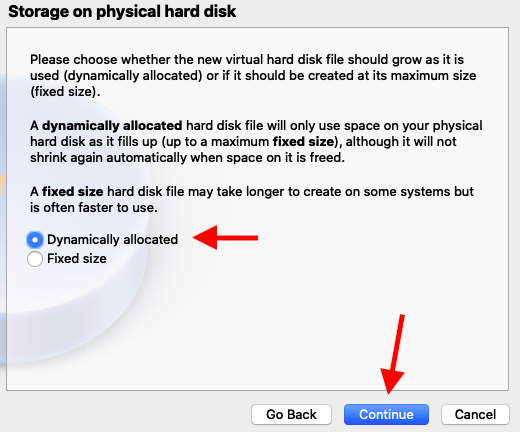 Storage on physical hard disk
Please choose whether the new virtual hard disk file should grow as it is
used (dynamically allocated) or if it should be created at its maximum size
(fixed size).
A dynamically allocated hard disk file will only use space on your physical
hard disk as it fills up (up to a maximum fixed size), although it will not
shrink again automatically when space on it is freed.
A fixed size hard disk file may take longer to create on some systems but
is often faster to use.
Dynamically allocated
Fixed size
Go Back
Continue
Cancel